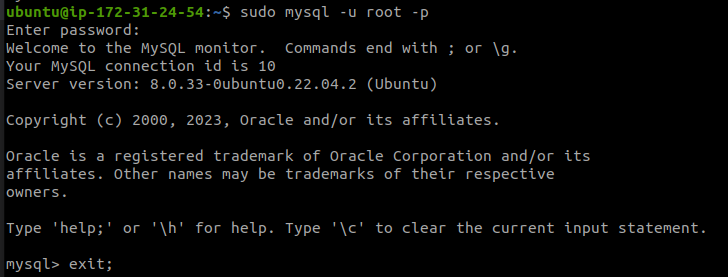 ubuntu@ip-172-31-24-54:~$ sudo mysql -u root -p
Enter password:
Welcome to the MySQL monitor.  Commands end with ; or \g.
Your MySQL connection id is 10
Server version: 8.0.33-0ubuntu0.22.04.2 (Ubuntu)

Copyright (c) 2000, 2023, Oracle and/or its affiliates.

Oracle is a registered trademark of Oracle Corporation and/or its
affiliates. Other names may be trademarks of their respective
owners.

Type 'help;' or '\h' for help. Type '\c' to clear the current input statement.

mysql> exit;